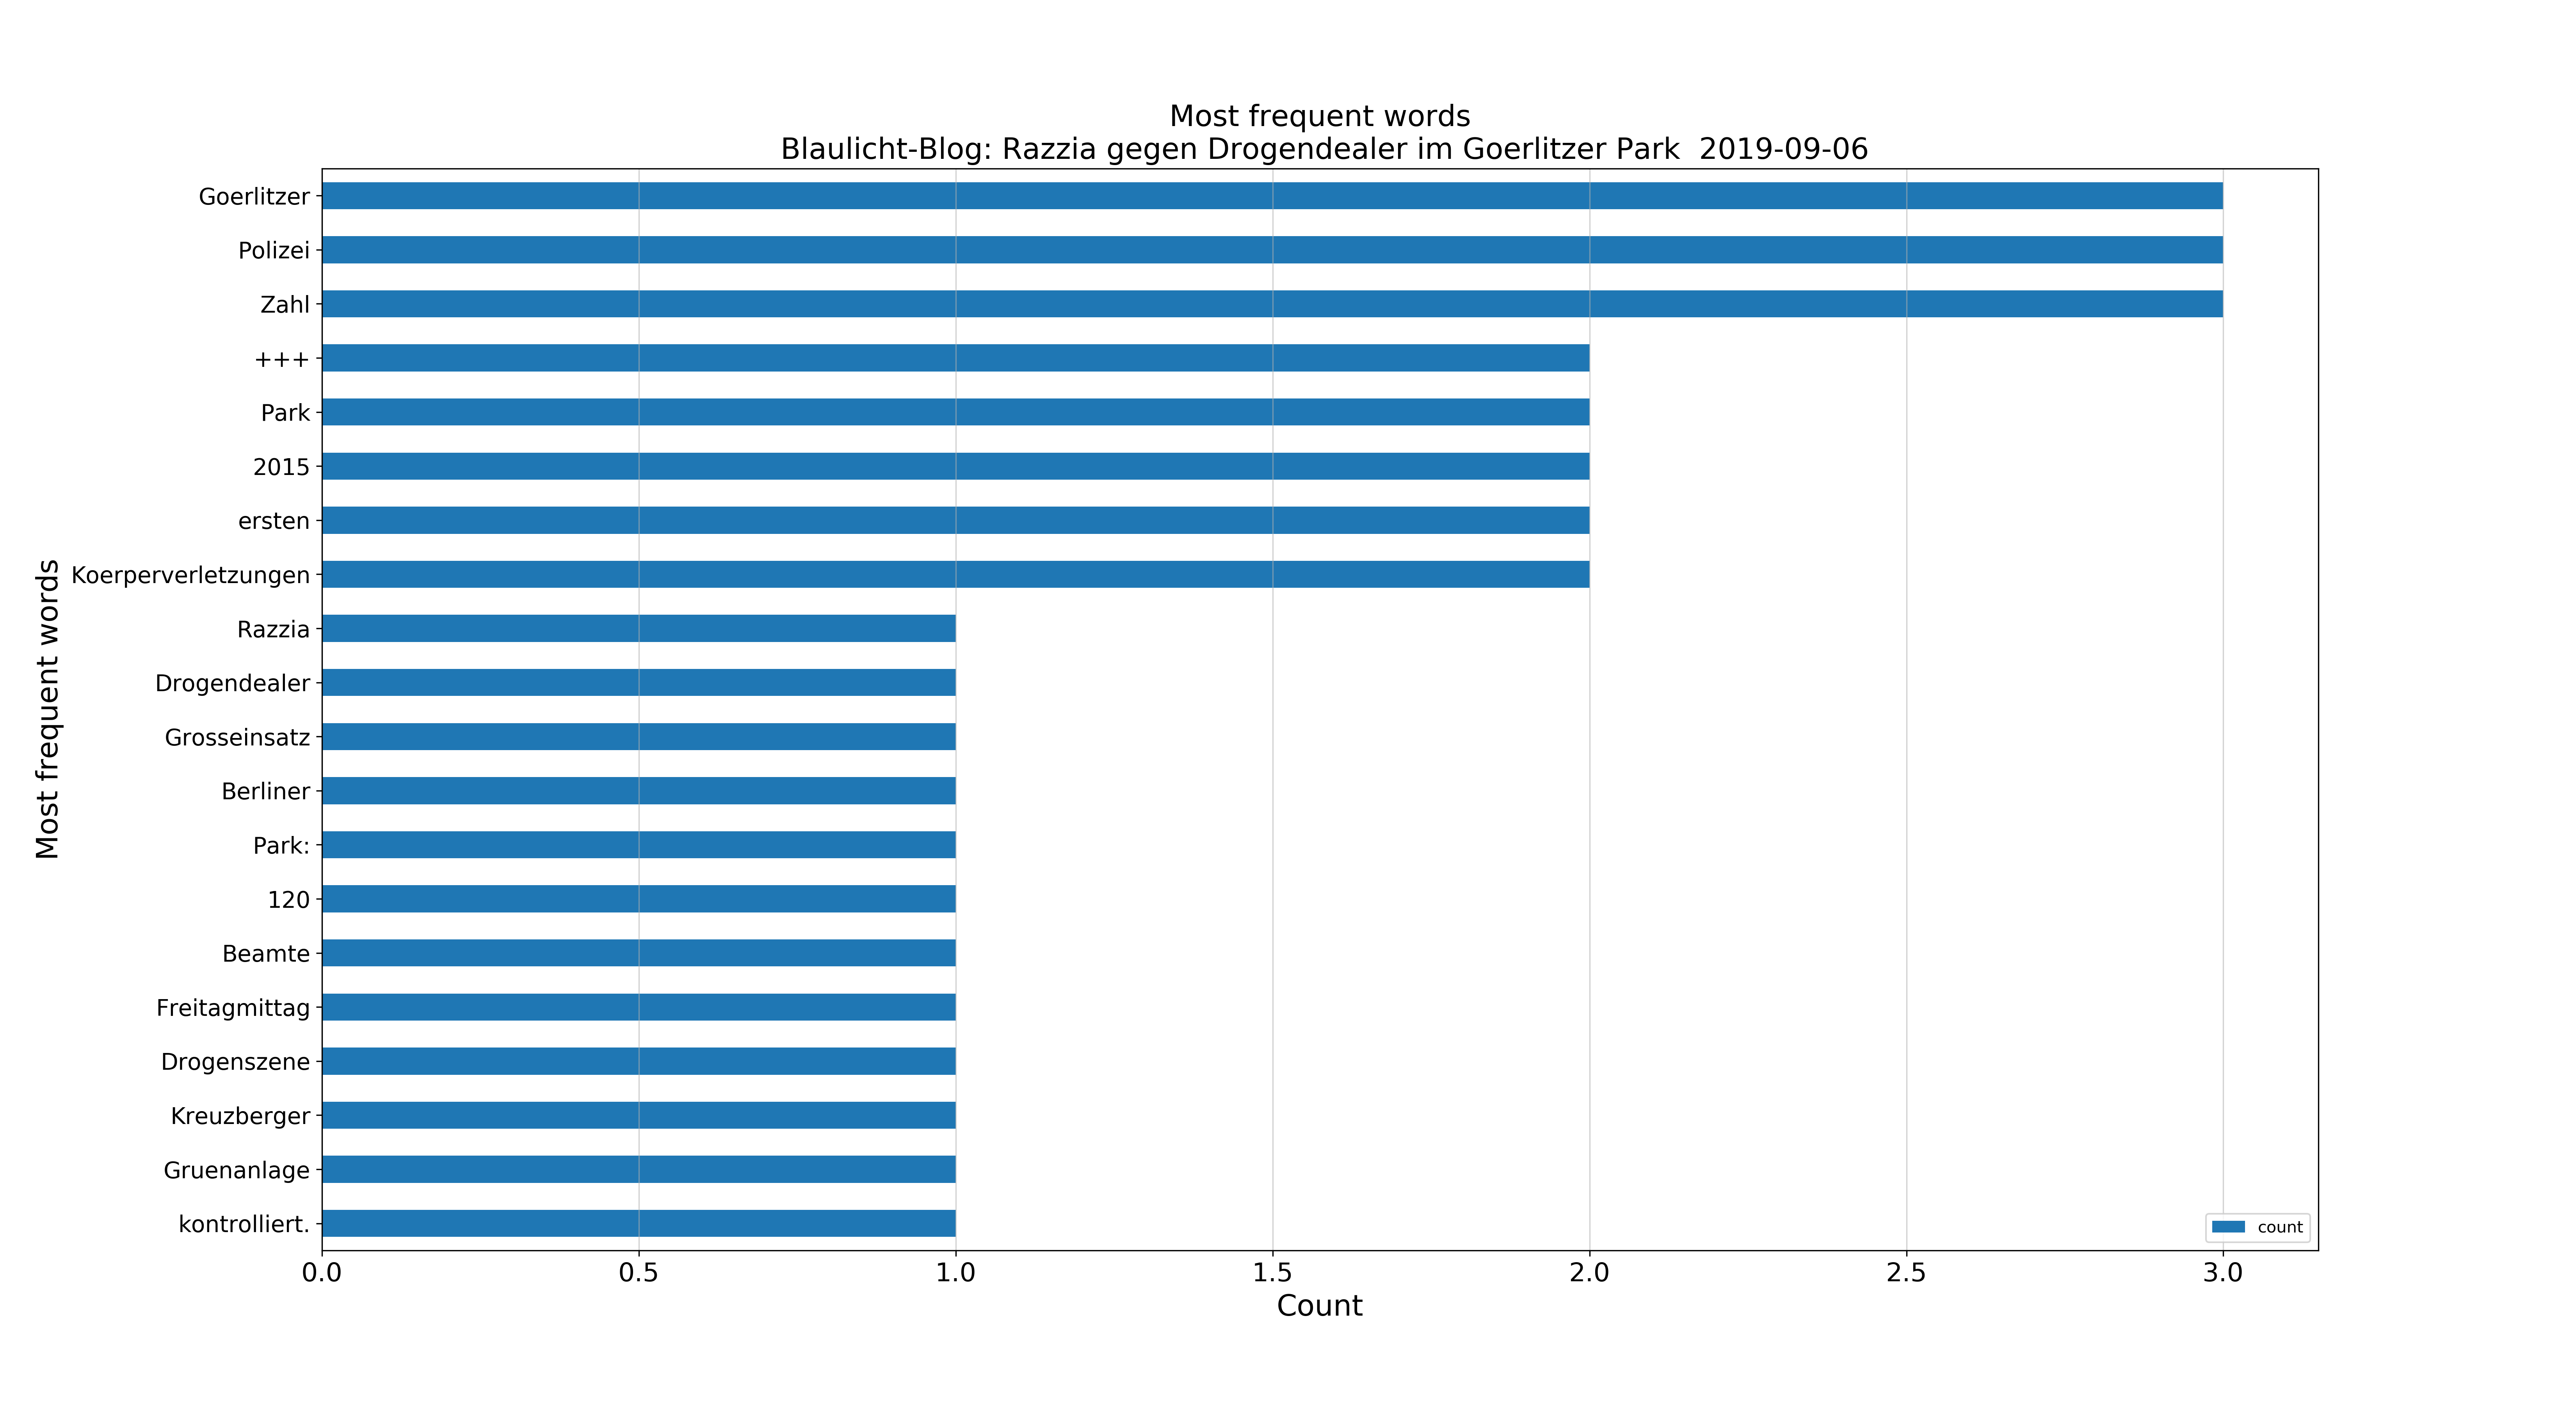 Most frequent words
Blaulicht-Blog: Razzia gegen Drogendealer im Goerlitzer Park  2019-09-06
Most frequent words
Goerlitzer
Polizei
Zahl
+++
Park
2015
ersten
Koerperverletzungen
Razzia
Drogendealer
Grosseinsatz
Berliner
Park:
120
Beamte
Freitagmittag
Drogenszene
Kreuzberger
Gruenanlage
kontrolliert.
count
0.0 0.5 1.0 1.5 2.0 2.5 3.0
Count